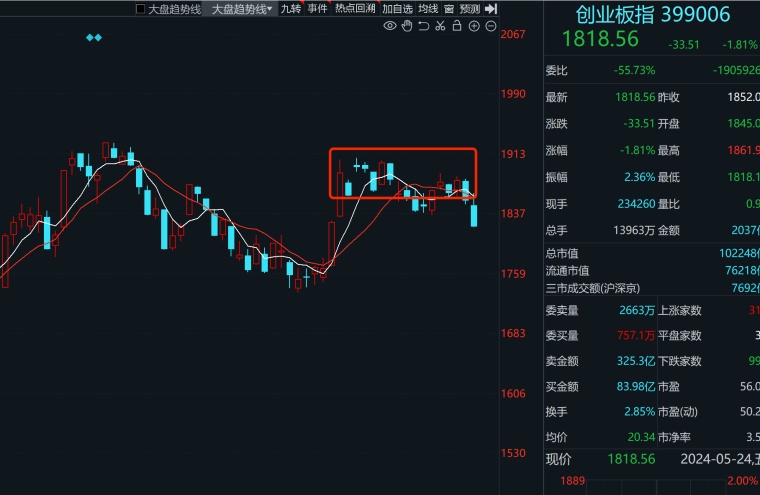 大盘趋势线 大盘趋势线 九转 事件 热点回溯 加自选 均线 窗 预测
2067
1990
1913
1837
1759
1683
1606
1530
创业板指 399006
1818.56 -33.51 -1.81%
委比 -55.73% -1905926
最新 1818.56 昨收 1852.0
涨跌 -33.51 开盘 1845.0
涨幅 -1.81% 最高 1861.9
振幅 2.36% 最低 1818.1
现手 234260 量比 0.9
总手 13963万 金额 2037亿
总市值 102248亿
流通市值 76218亿
三市成交额(沪深京) 7692亿
委卖量 2663万 上涨家数 31
委买量 757.1万 平盘家数 3
卖金额 325.3亿 下跌家数 99
买金额 83.98亿 市盈 56.0
换手 2.85% 市盈(动) 50.2
均价 20.34 市净率 3.5
现价 1818.56 2024-05-24,五
1889 2.00%